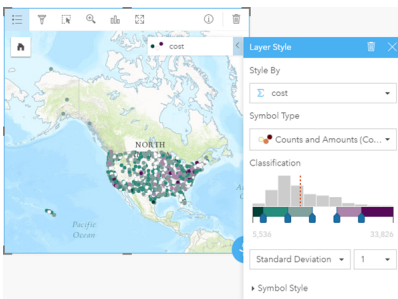 cost
Layer Style
Style By
Σ cost
Symbol Type
Counts and Amounts (Co...
Classification
5,536 33,826
Standard Deviation 1
Symbol Style
NORTH
Pacific
Ocean